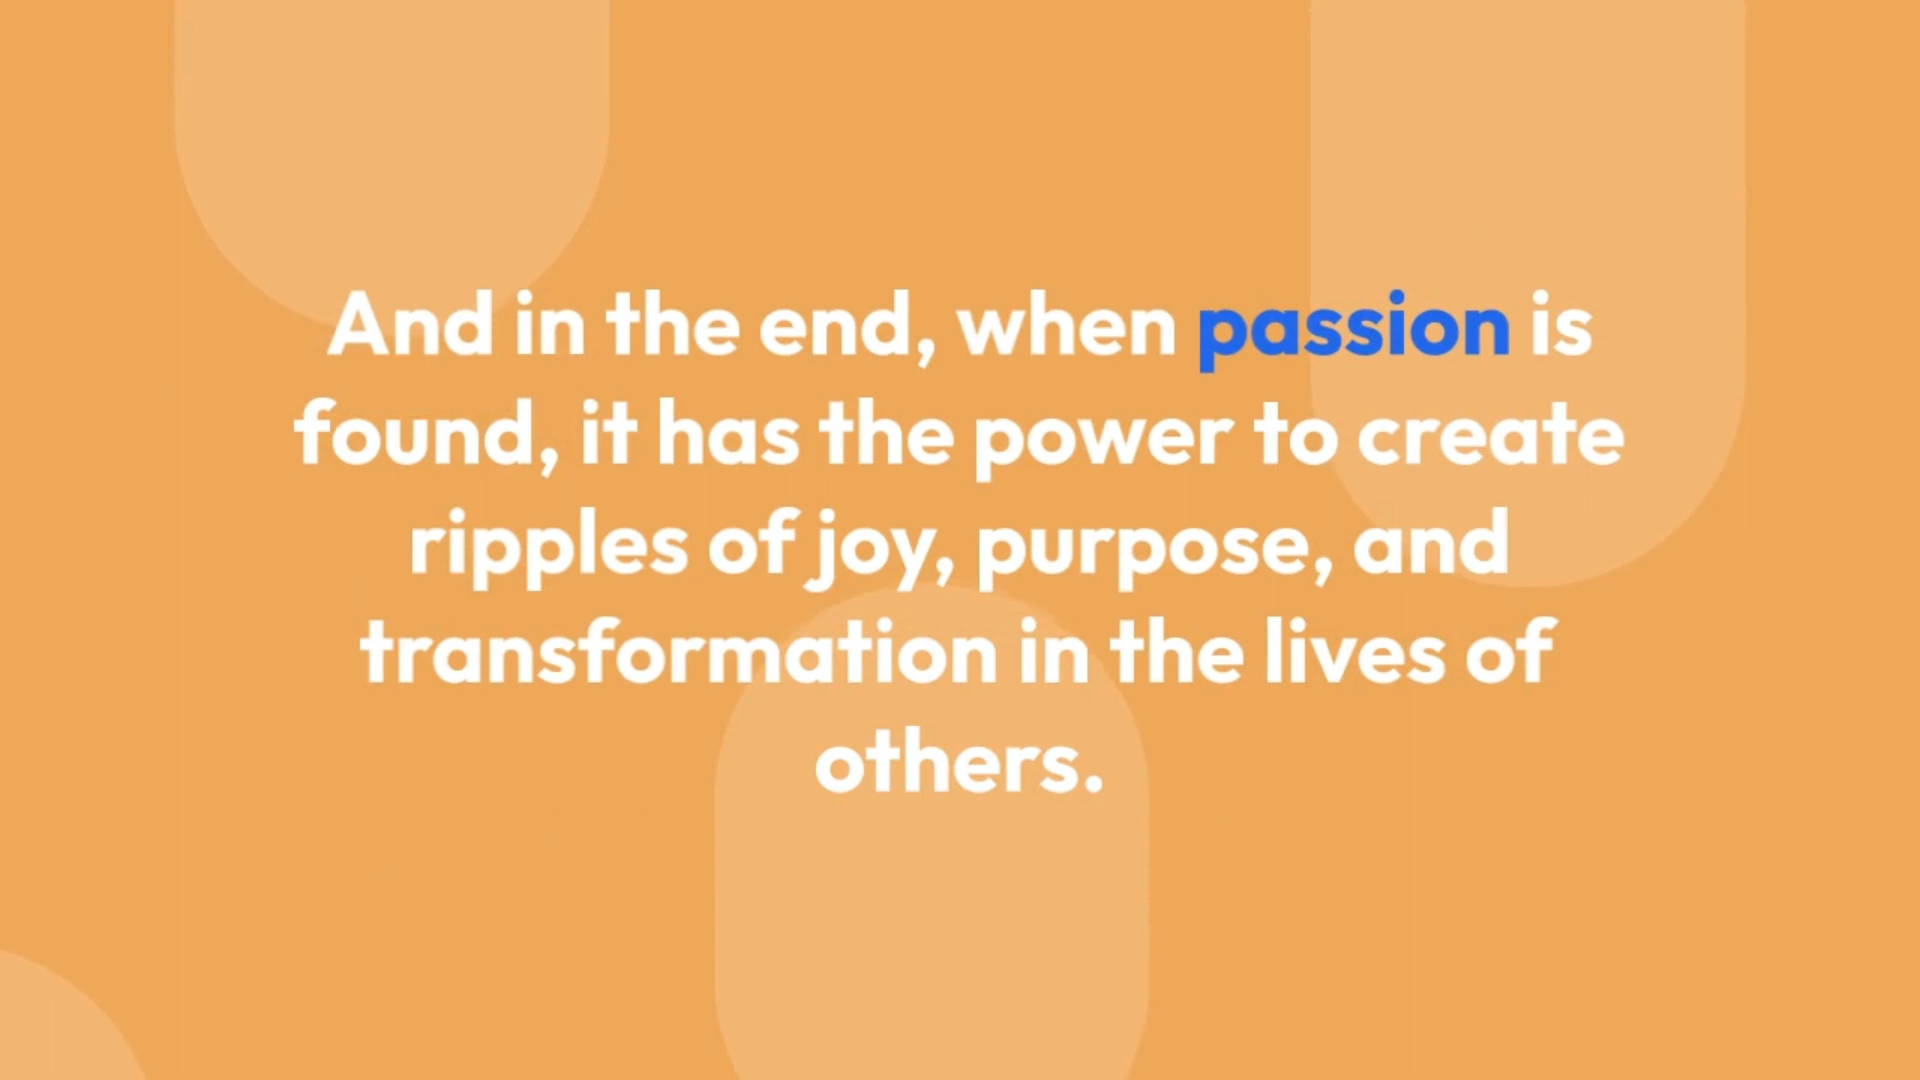 And in the end, when passion is
found, it has the power to create
ripples of joy, purpose, and
transformation in the lives of
others.